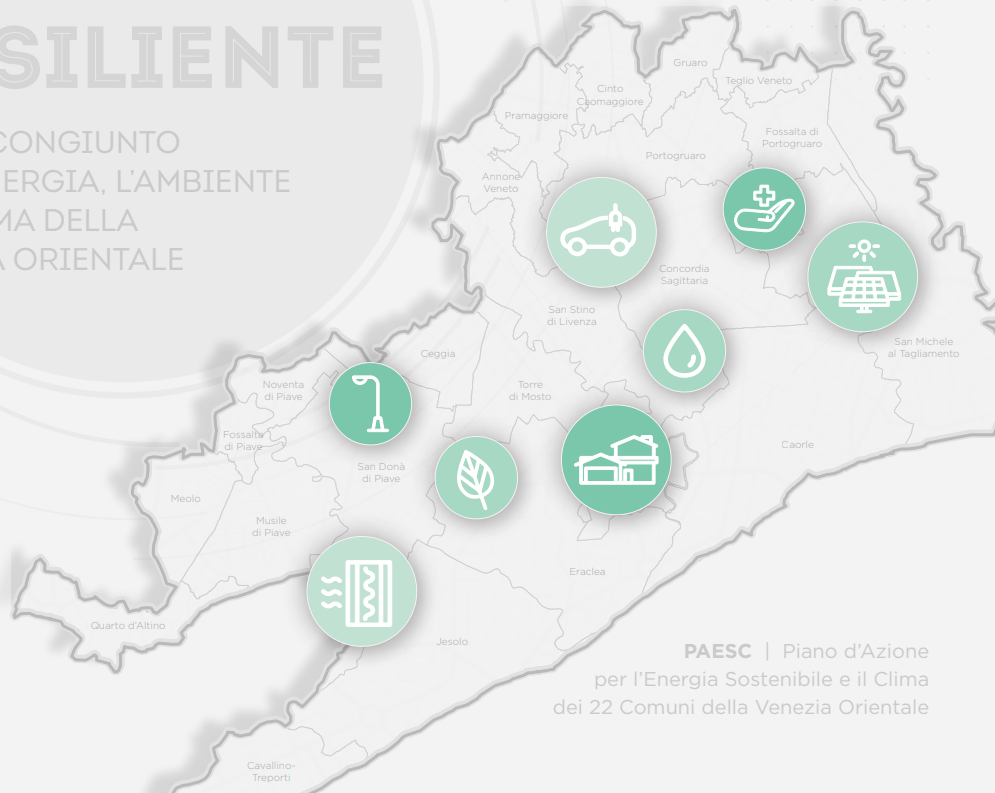 SILIENTE
CONGIUNTO
ERGIA, L'AMBIENTE
MA DELLA
A ORIENTALE
Gruaro
Teglio Veneto
Cinto
Caomaggiore
Pramaggiore
Fossalta di
Portogruaro
Portogruaro
Annone
Veneto
Concordia
Sagittaria
San Stino
di Livenza
San Michele
al Tagliamento
Ceggia
Noventa
di Piave
Torre
di Mosto
Fossalta
di Piave
Caorle
San Donà
di Piave
Meolo
Musile
di Piave
Eraclea
Quarto d'Altino
Jesolo
PAESC | Piano d'Azione
per l'Energia Sostenibile e il Clima
dei 22 Comuni della Venezia Orientale
Cavallino-
Treporti